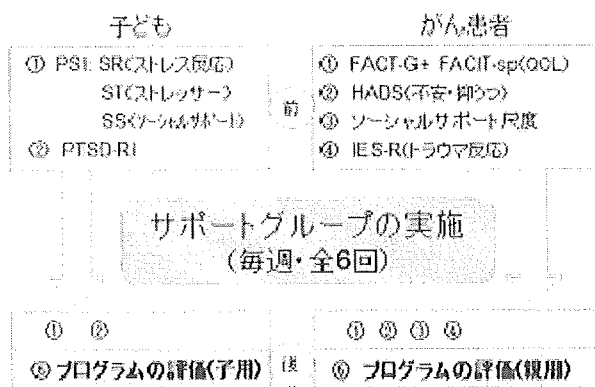 子ども
① PSI: SR(ストレス反応)
ST(ストレッサー)
SS(ソーシャルサポート)
② PTSD-RI
前
がん患者
① FACT-G+ FACIT-sp(QOL)
② HADS(不安・抑うつ)
③ ソーシャルサポート尺度
④ IES-R(トラウマ反応)
サポートグループの実施
(毎週・全6回)
① ②
プログラムの評価(子用)
後
① ② ③ ④
プログラムの評価(親用)